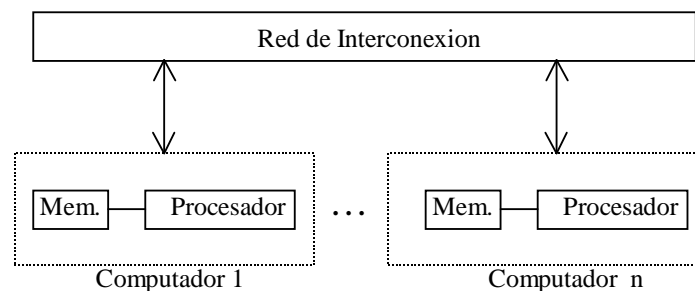 Red de Interconexion
Mem. Procesador ... Mem. Procesador
Computador 1 Computador n